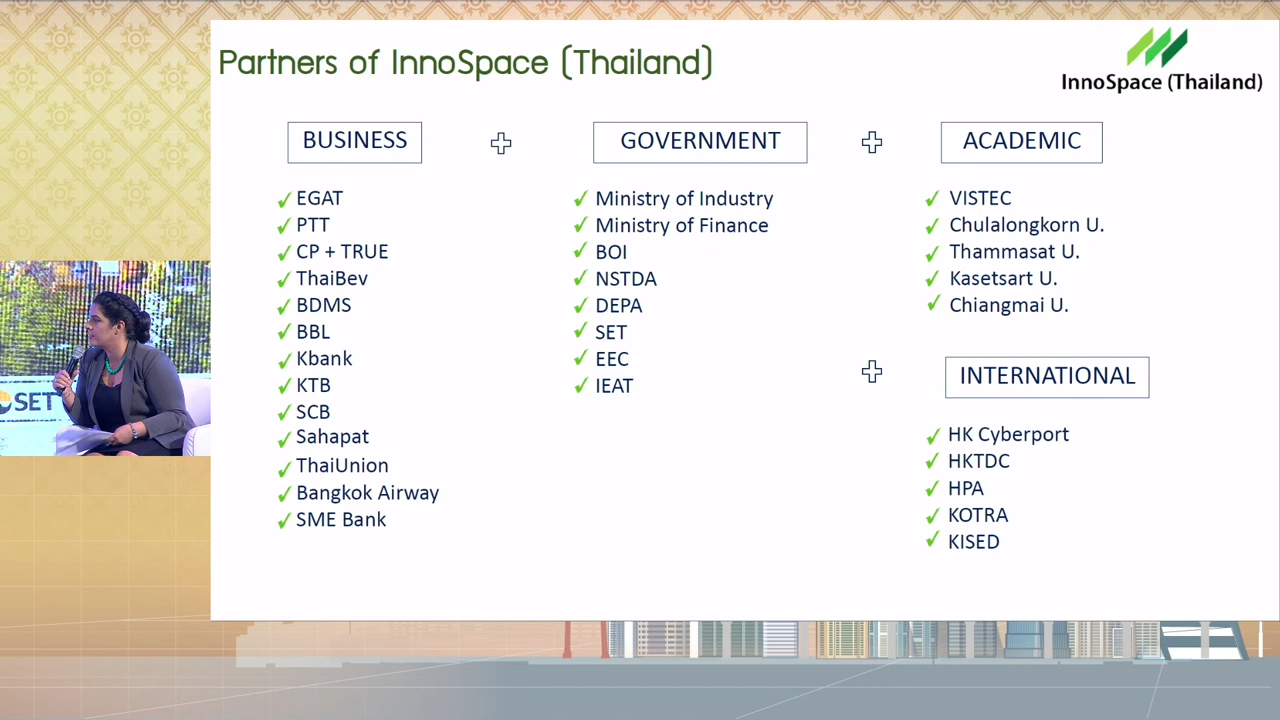 Partners of InnoSpace (Thailand)
InnoSpace (Thailand)
BUSINESS
EGAT
PTT
CP + TRUE
ThaiBev
BDMS
BBL
Kbank
KTB
SCB
Sahapat
ThaiUnion
Bangkok Airway
SME Bank
GOVERNMENT
Ministry of Industry
Ministry of Finance
BOI
NSTDA
DEPA
SET
EEC
IEAT
ACADEMIC
VISTEC
Chulalongkorn U.
Thammasat U.
Kasetsart U.
Chiangmai U.
INTERNATIONAL
HK Cyberport
HKTDC
HPA
KOTRA
KISED
SET